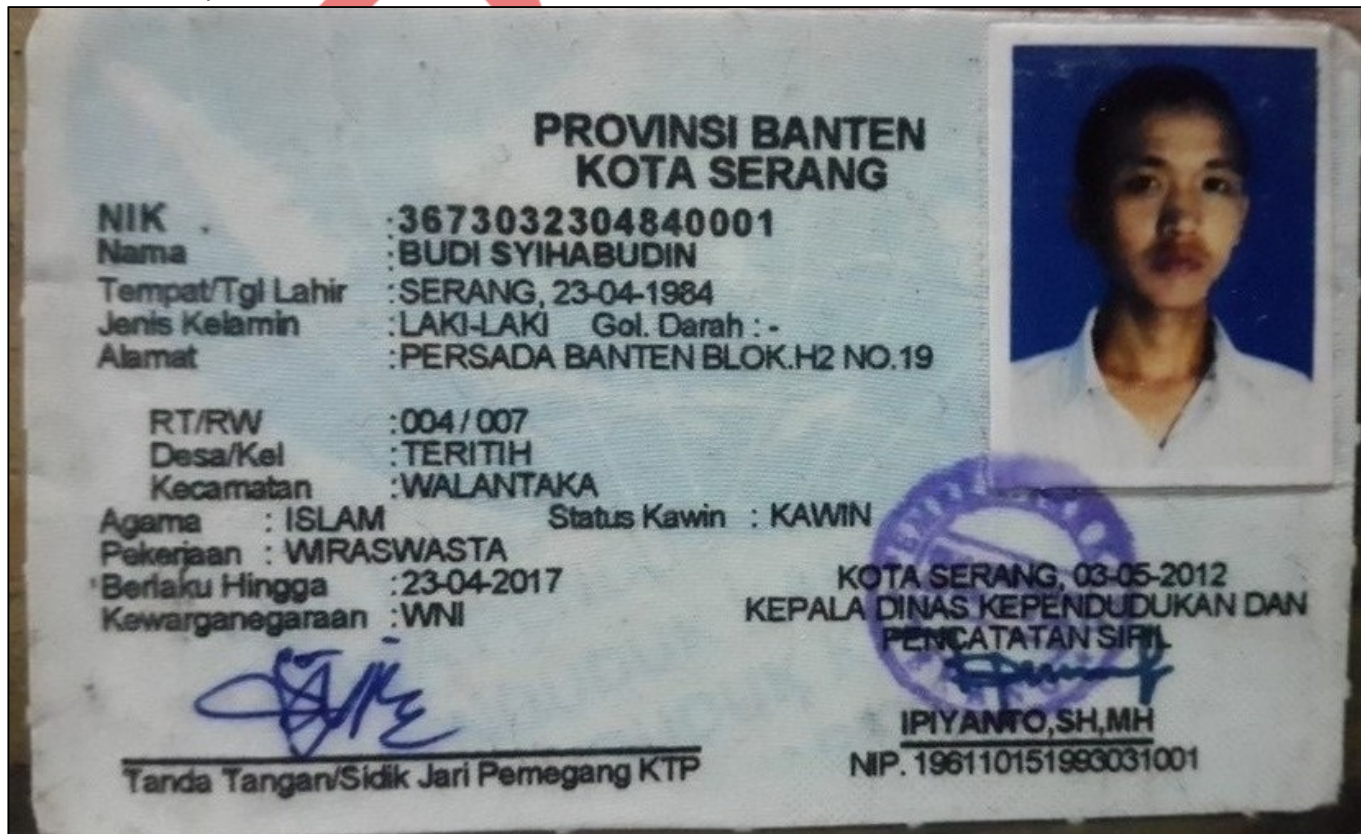 PROVINSI BANTEN
KOTA SERANG
NIK :3673032304840001
Nama :BUDI SYIHABUDIN
Tempat/Tgl Lahir :SERANG, 23-04-1984
Jenis Kelamin :LAKI-LAKI Gol. Darah : -
Alamat :PERSADA BANTEN BLOK.H2 NO.19
RT/RW :004 / 007
Desa/Kel :TERITIH
Kecamatan :WALANTAKA
Agama : ISLAM Status Kawin : KAWIN
Pekerjaan : WIRASWASTA
Berlaku Hingga :23-04-2017
Kewarganegaraan :WNI
KOTA SERANG, 03-05-2012
KEPALA DINAS KEPENDUDUKAN DAN
PENCATATAN SIPIL
IPIYANTO,SH,MH
NIP. 196110151993031001
Tanda Tangan/Sidik Jari Pemegang KTP